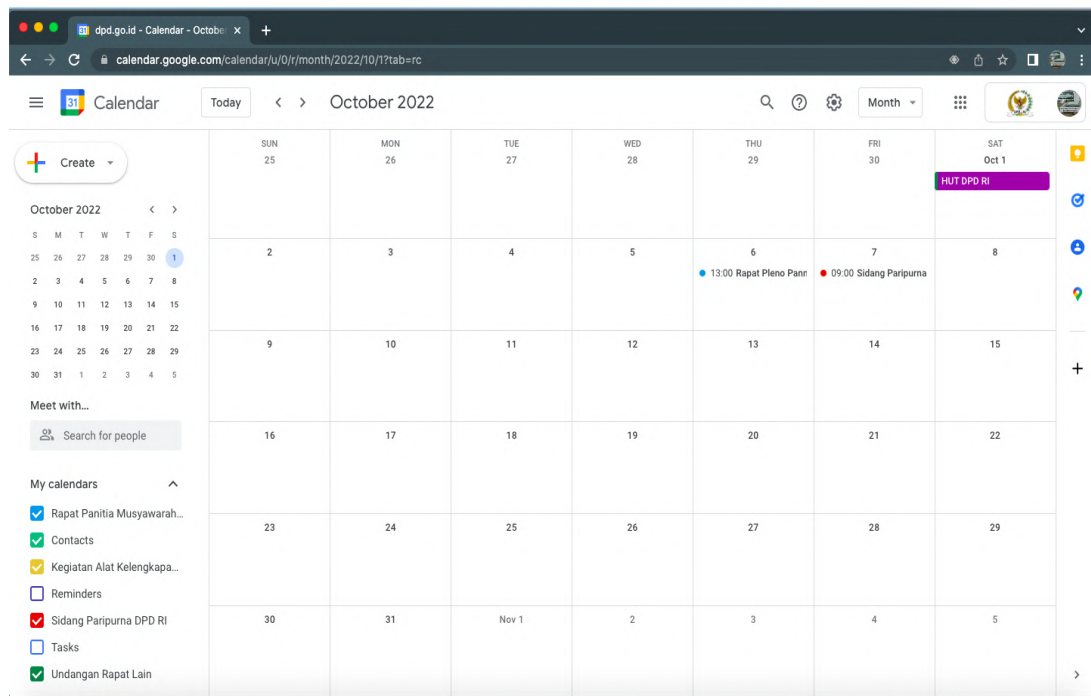 dpd.go.id - Calendar - Octobe
calendar.google.com/calendar/u/0/r/month/2022/10/1?tab=rc
31 Calendar Today October 2022 Month
Create
October 2022
S M T W T F S
25 26 27 28 29 30 1
2 3 4 5 6 7 8
9 10 11 12 13 14 15
16 17 18 19 20 21 22
23 24 25 26 27 28 29
30 31 1 2 3 4 5
Meet with...
Search for people
My calendars
Rapat Panitia Musyawarah...
Contacts
Kegiatan Alat Kelengkapa...
Reminders
Sidang Paripurna DPD RI
Tasks
Undangan Rapat Lain
SUN MON TUE WED THU FRI SAT
25 26 27 28 29 30 Oct 1
HUT DPD RI
2 3 4 5 6 7 8
13:00 Rapat Pleno Pann 09:00 Sidang Paripurna
9 10 11 12 13 14 15
16 17 18 19 20 21 22
23 24 25 26 27 28 29
30 31 Nov 1 2 3 4 5